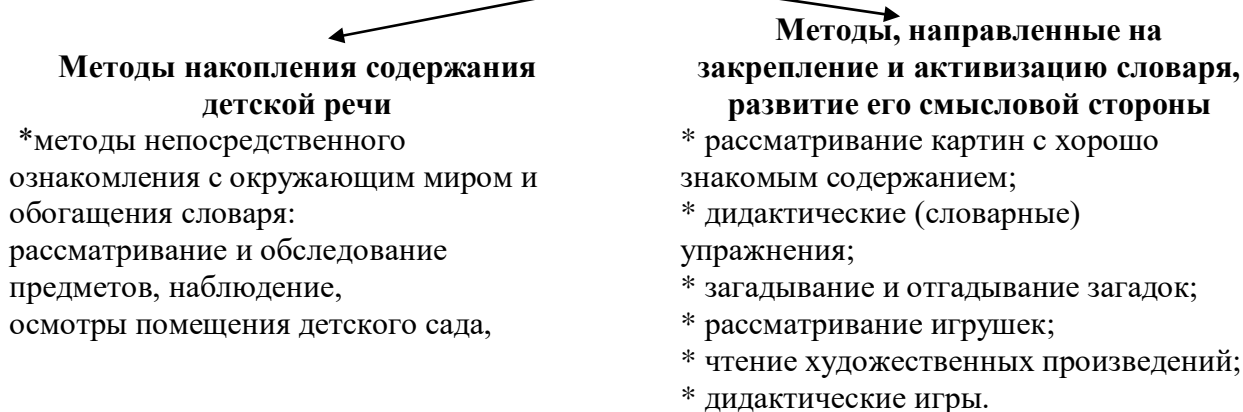 Методы накопления содержания
детской речи
*методы непосредственного
ознакомления с окружающим миром и
обогащения словаря:
рассматривание и обследование
предметов, наблюдение,
осмотры помещения детского сада,
Методы, направленные на
закрепление и активизацию словаря,
развитие его смысловой стороны
* рассматривание картин с хорошо
знакомым содержанием;
* дидактические (словарные)
упражнения;
* загадывание и отгадывание загадок;
* рассматривание игрушек;
* чтение художественных произведений;
* дидактические игры.